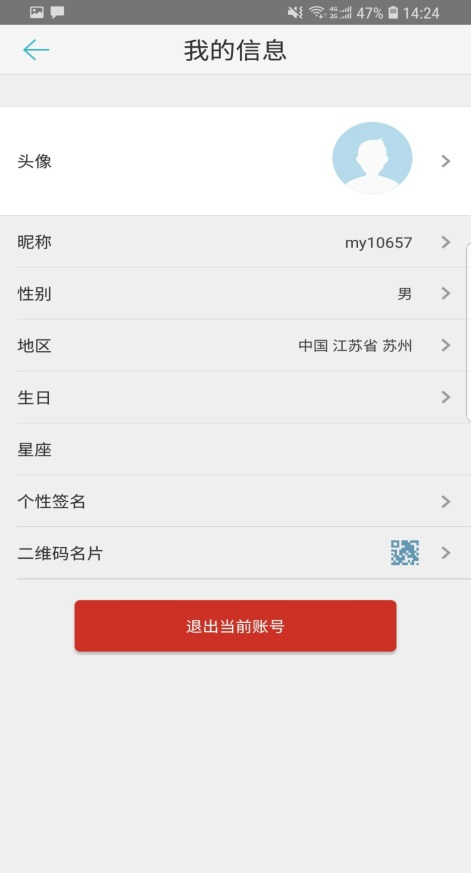 47% 14:24
我的信息
头像
昵称 my10657
性别 男
地区 中国 江苏省 苏州
生日
星座
个性签名
二维码名片
退出当前账号